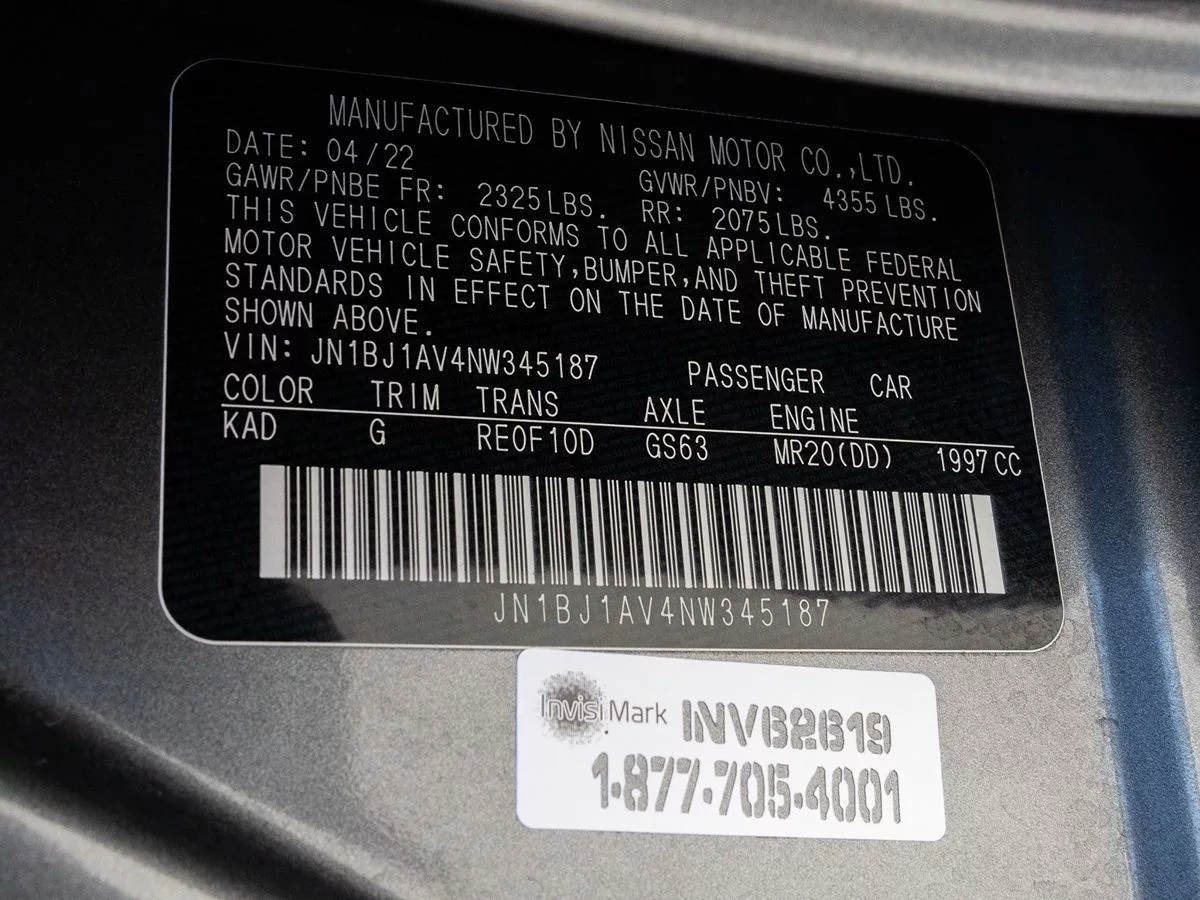 MANUFACTURED BY NISSAN MOTOR CO.,LTD.
DATE: 04/22 GVWR/PNBV: 4355 LBS.
GAWR/PNBE FR: 2325 LBS. RR: 2075 LBS.
THIS VEHICLE CONFORMS TO ALL APPLICABLE FEDERAL
MOTOR VEHICLE SAFETY,BUMPER,AND THEFT PREVENTION
STANDARDS IN EFFECT ON THE DATE OF MANUFACTURE
SHOWN ABOVE.
VIN: JN1BJ1AV4NW345187 PASSENGER CAR
COLOR TRIM TRANS AXLE ENGINE
KAD G RE0F10D GS63 MR20(DD) 1997 CC
JN1BJ1AV4NW345187
InvisiMark INV62619
1-877-705-4001